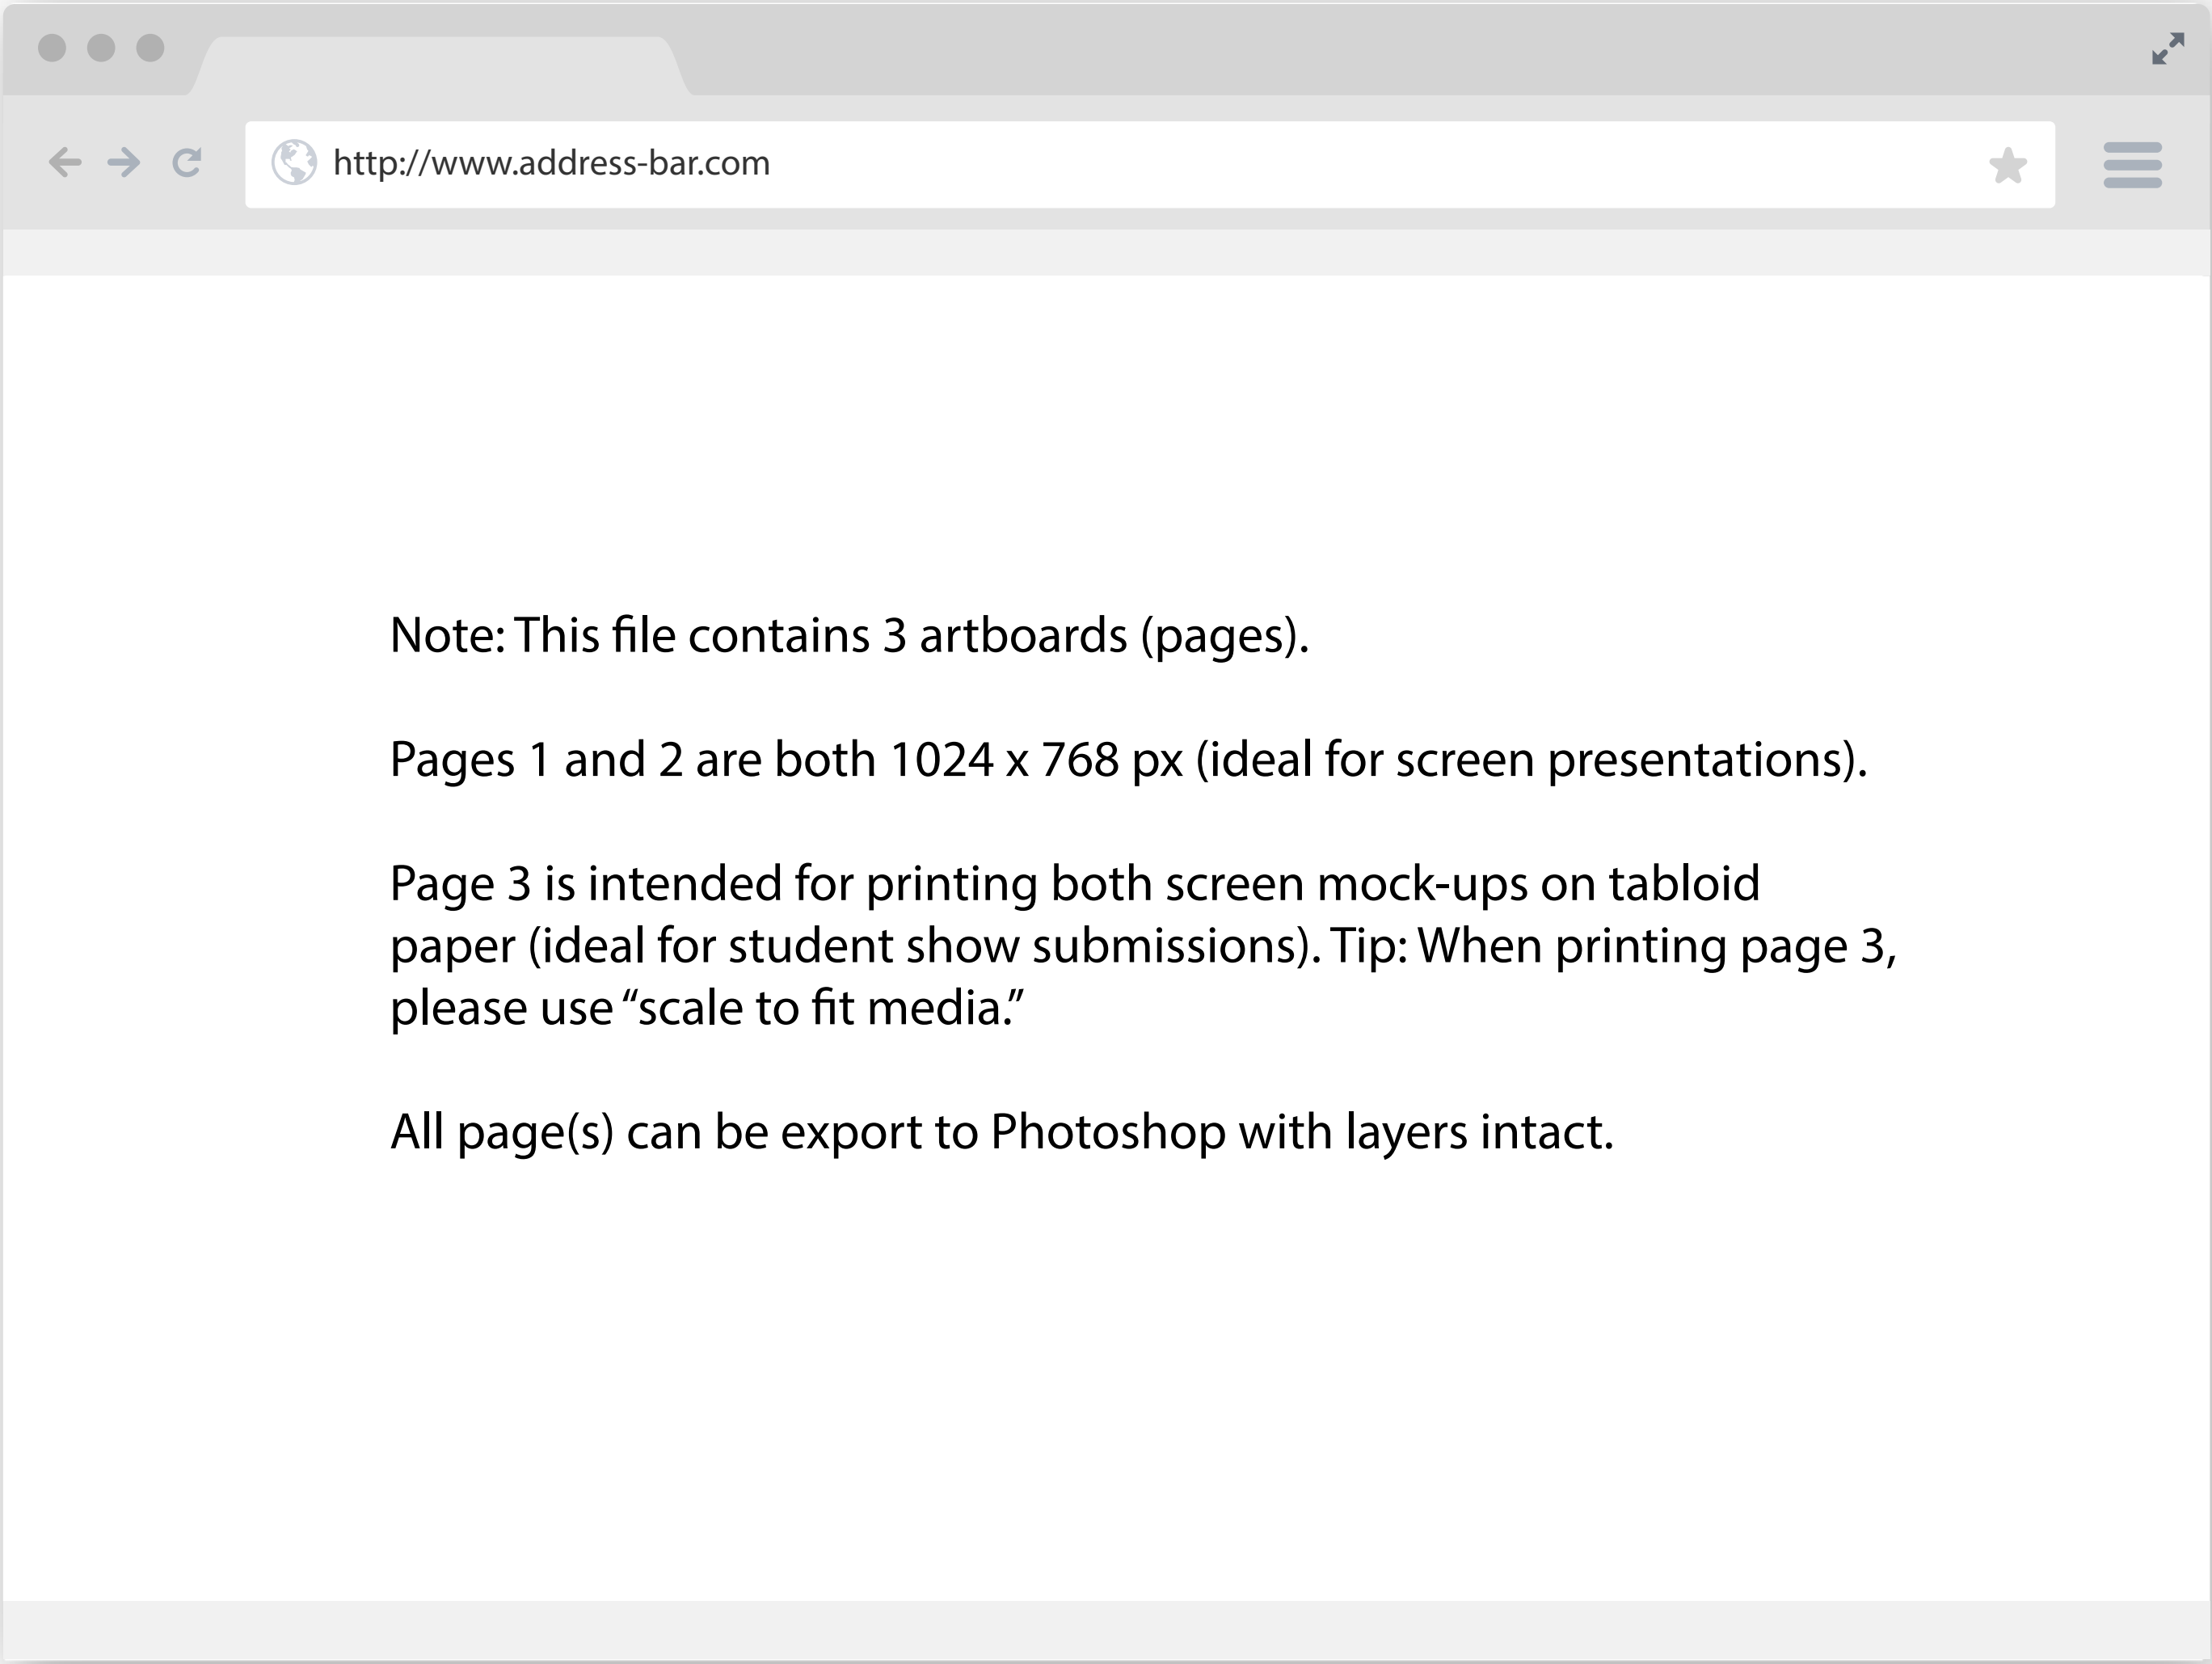 http://www.address-bar.com
Note: This file contains 3 artboards (pages).
Pages 1 and 2 are both 1024 x 768 px (ideal for screen presentations).
Page 3 is intended for printing both screen mock-ups on tabloid
paper (ideal for student show submissions). Tip: When printing page 3,
please use “scale to fit media.”
All page(s) can be export to Photoshop with layers intact.